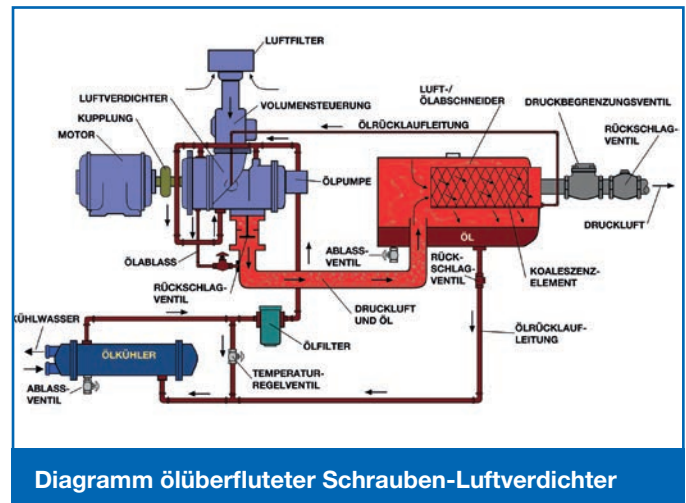 LUFTFILTER
LUFTVERDICHTER
KUPPLUNG
MOTOR
VOLUMENSTEUERUNG
LUFT-/
ÖLABSCHNEIDER
DRUCKBEGRENZUNGSVENTIL
ÖLRÜCKLAUFLEITUNG
RÜCKSCHLAG-
VENTIL
ÖLPUMPE
DRUCKLUFT
ÖL
ÖLABLASS
ABLASS-
VENTIL
RÜCK-
SCHLAG-
VENTIL
KOALESZENZ-
ELEMENT
RÜCKSCHLAG-
VENTIL
DRUCKLUFT
UND ÖL
ÖLRÜCKLAUF-
LEITUNG
KÜHLWASSER
ÖLKÜHLER
ÖLFILTER
TEMPERATUR-
REGELVENTIL
ABLASS-
VENTIL
Diagramm ölüberfluteter Schrauben-Luftverdichter